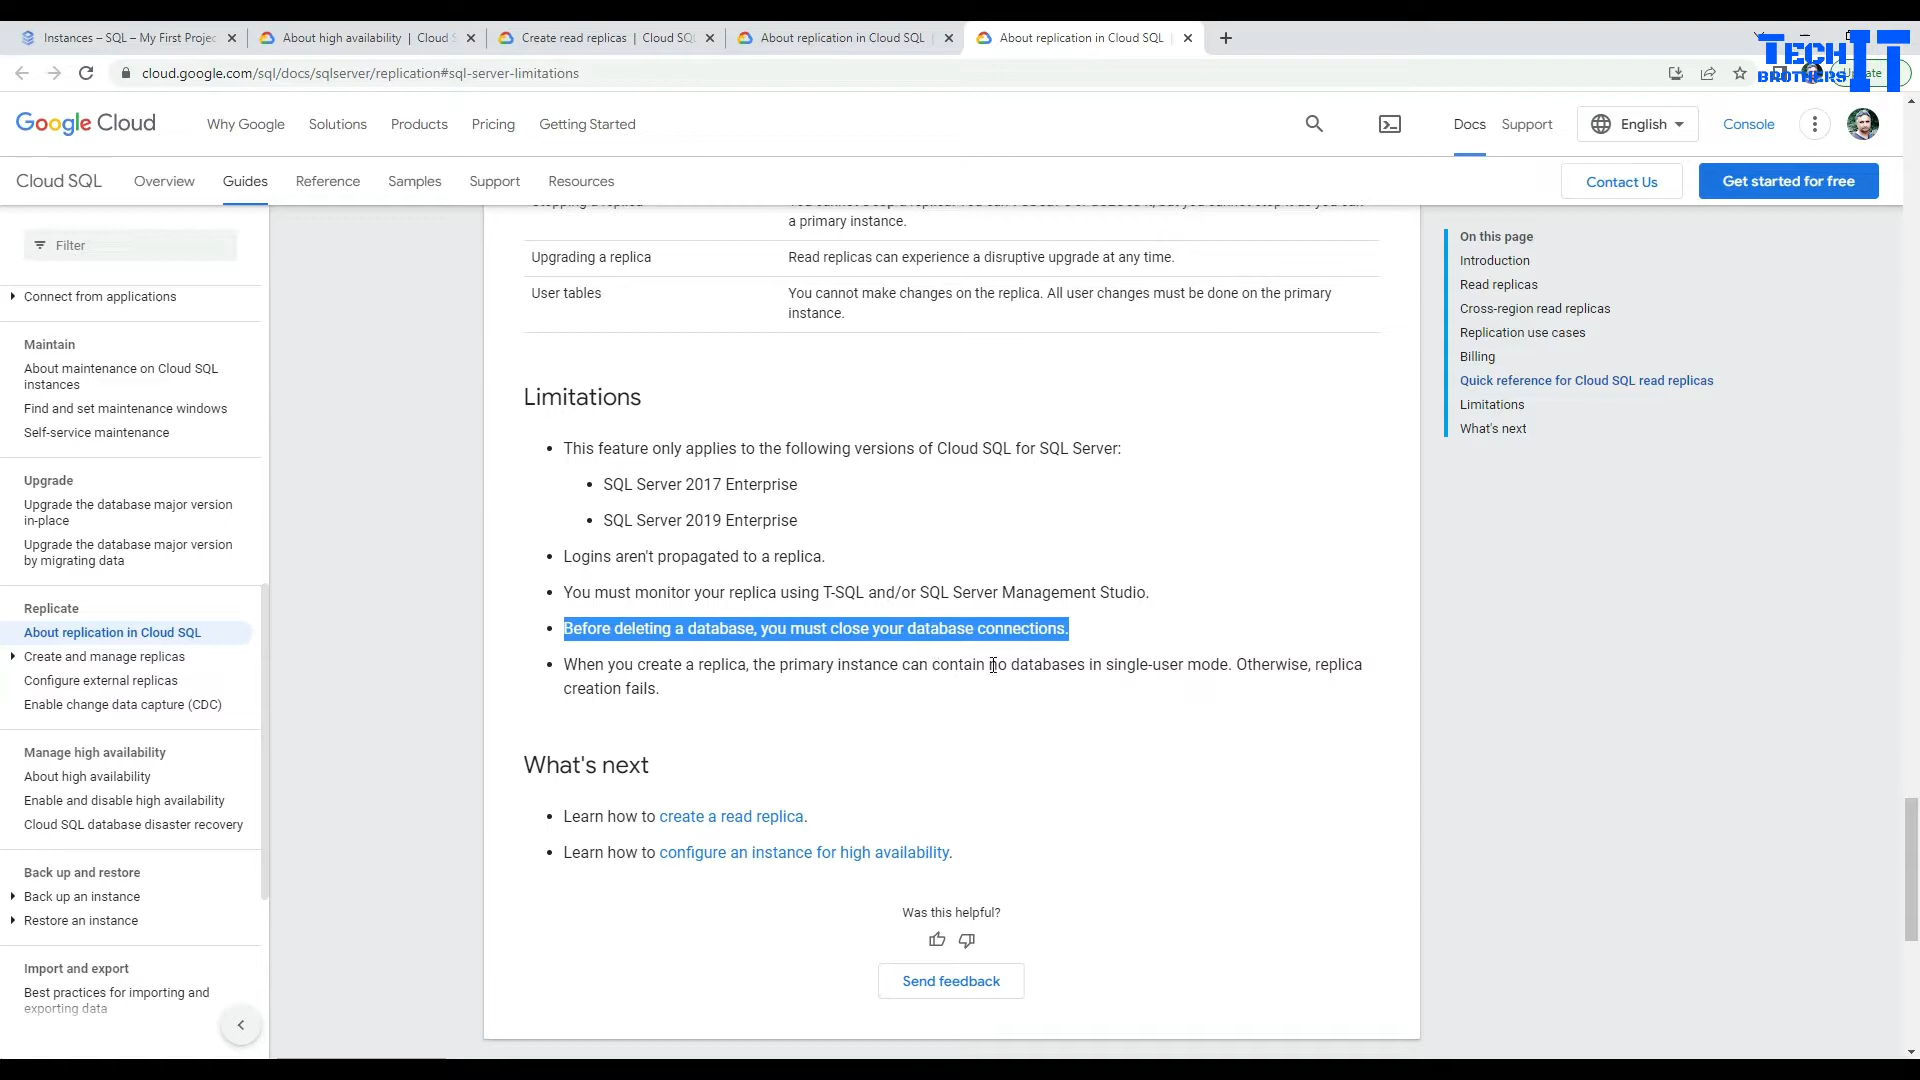 Instances – SQL – My First Projec
About high availability | Cloud S
Create read replicas | Cloud SQL
About replication in Cloud SQL
About replication in Cloud SQL
TECH IT
BROTHERS
cloud.google.com/sql/docs/sqlserver/replication#sql-server-limitations
Google Cloud
Why Google
Solutions
Products
Pricing
Getting Started
Docs
Support
English
Console
Cloud SQL
Overview
Guides
Reference
Samples
Support
Resources
Contact Us
Get started for free
Filter
Connect from applications
Maintain
About maintenance on Cloud SQL
instances
Find and set maintenance windows
Self-service maintenance
Upgrade
Upgrade the database major version
in-place
Upgrade the database major version
by migrating data
Replicate
About replication in Cloud SQL
Create and manage replicas
Configure external replicas
Enable change data capture (CDC)
Manage high availability
About high availability
Enable and disable high availability
Cloud SQL database disaster recovery
Back up and restore
Back up an instance
Restore an instance
Import and export
Best practices for importing and
exporting data
a primary instance.
Upgrading a replica
Read replicas can experience a disruptive upgrade at any time.
User tables
You cannot make changes on the replica. All user changes must be done on the primary
instance.
Limitations
• This feature only applies to the following versions of Cloud SQL for SQL Server:
• SQL Server 2017 Enterprise
• SQL Server 2019 Enterprise
• Logins aren't propagated to a replica.
• You must monitor your replica using T-SQL and/or SQL Server Management Studio.
• Before deleting a database, you must close your database connections.
• When you create a replica, the primary instance can contain no databases in single-user mode. Otherwise, replica
creation fails.
What's next
• Learn how to create a read replica.
• Learn how to configure an instance for high availability.
Was this helpful?
Send feedback
On this page
Introduction
Read replicas
Cross-region read replicas
Replication use cases
Billing
Quick reference for Cloud SQL read replicas
Limitations
What's next